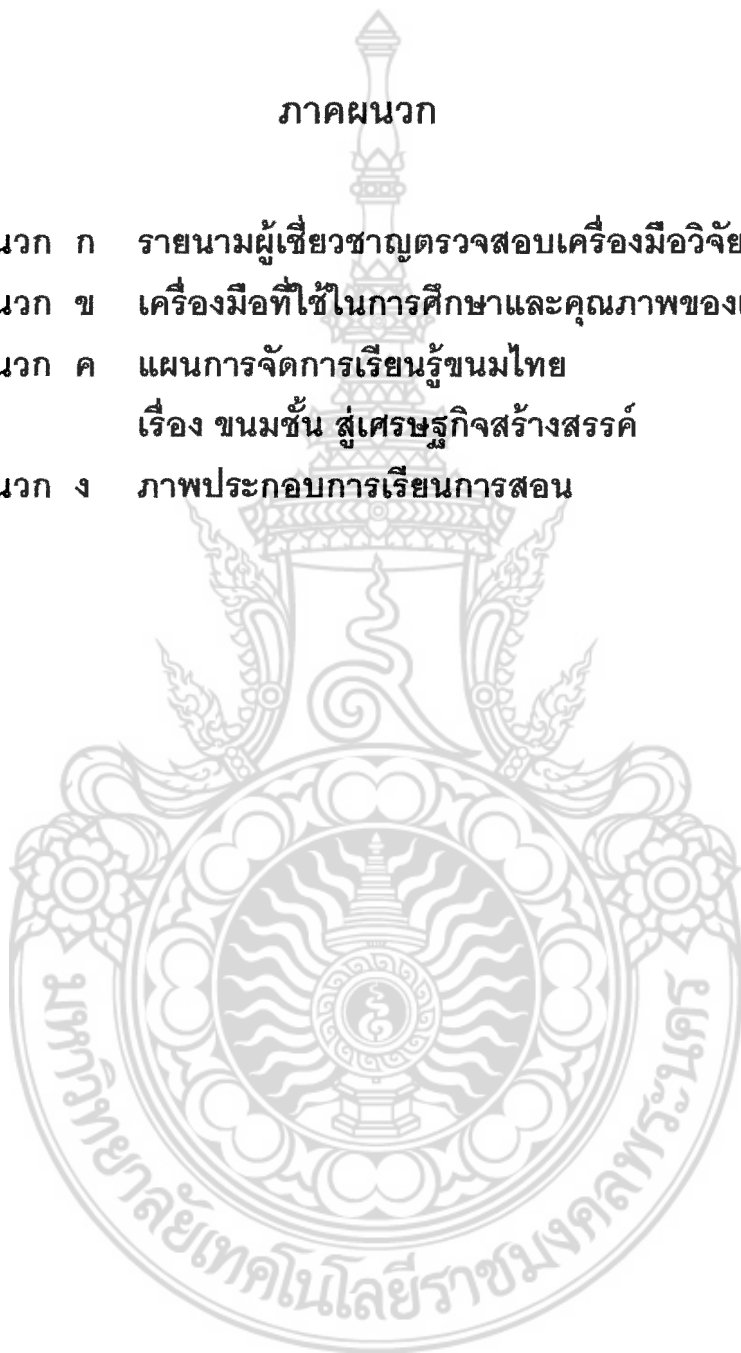 ภาคผนวก
นวก ก รายนามผู้เชี่ยวชาญตรวจสอบเครื่องมือวิจัย
นวก ข เครื่องมือที่ใช้ในการศึกษาและคุณภาพของ
นวก ค แผนการจัดการเรียนรู้ขนมไทย
เรื่อง ขนมชั้น สู่เศรษฐกิจสร้างสรรค์
นวก ง ภาพประกอบการเรียนการสอน
มหาวิทยาลัยเทคโนโลยีราชมงคลพระนคร